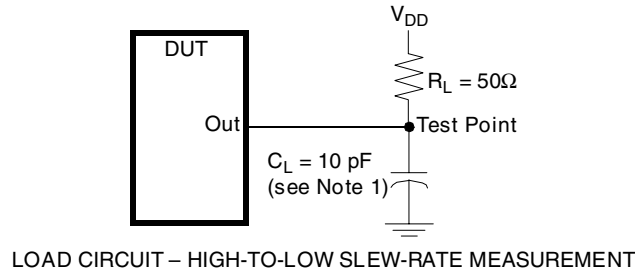 V_DD
DUT
R_L = 50Ω
Out
Test Point
C_L = 10 pF
(see Note 1)
LOAD CIRCUIT – HIGH-TO-LOW SLEW-RATE MEASUREMENT